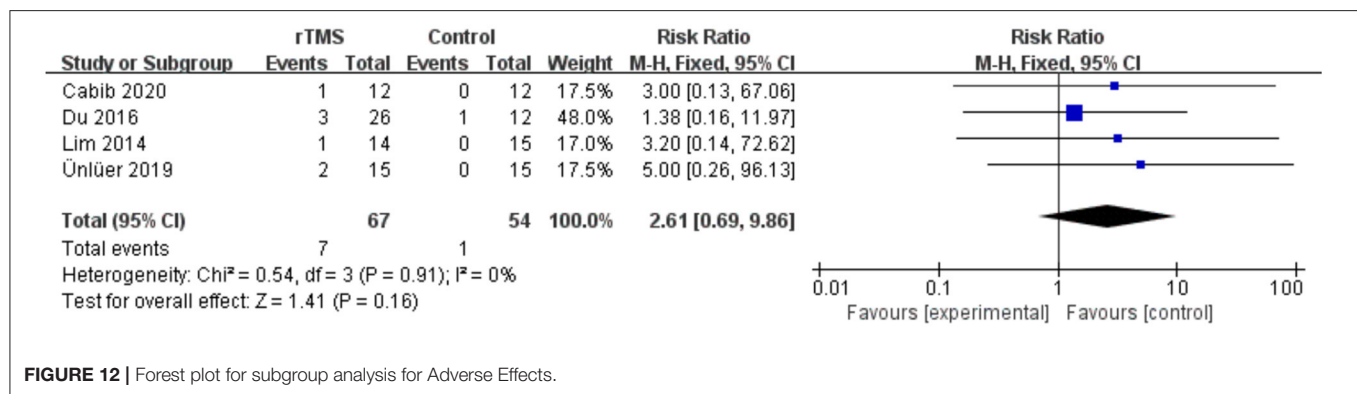 rTMS Control Risk Ratio Risk Ratio
Study or Subgroup Events Total Events Total Weight M-H, Fixed, 95% CI M-H, Fixed, 95% CI
Cabib 2020 1 12 0 12 17.5% 3.00 [0.13, 67.06]
Du 2016 3 26 1 12 48.0% 1.38 [0.16, 11.97]
Lim 2014 1 14 0 15 17.0% 3.20 [0.14, 72.62]
Ünlüer 2019 2 15 0 15 17.5% 5.00 [0.26, 96.13]
Total (95% CI) 67 54 100.0% 2.61 [0.69, 9.86]
Total events 7 1
Heterogeneity: Chi² = 0.54, df = 3 (P = 0.91); I² = 0%
Test for overall effect: Z = 1.41 (P = 0.16)
0.01 0.1 1 10 100
Favours [experimental] Favours [control]
FIGURE 12 | Forest plot for subgroup analysis for Adverse Effects.